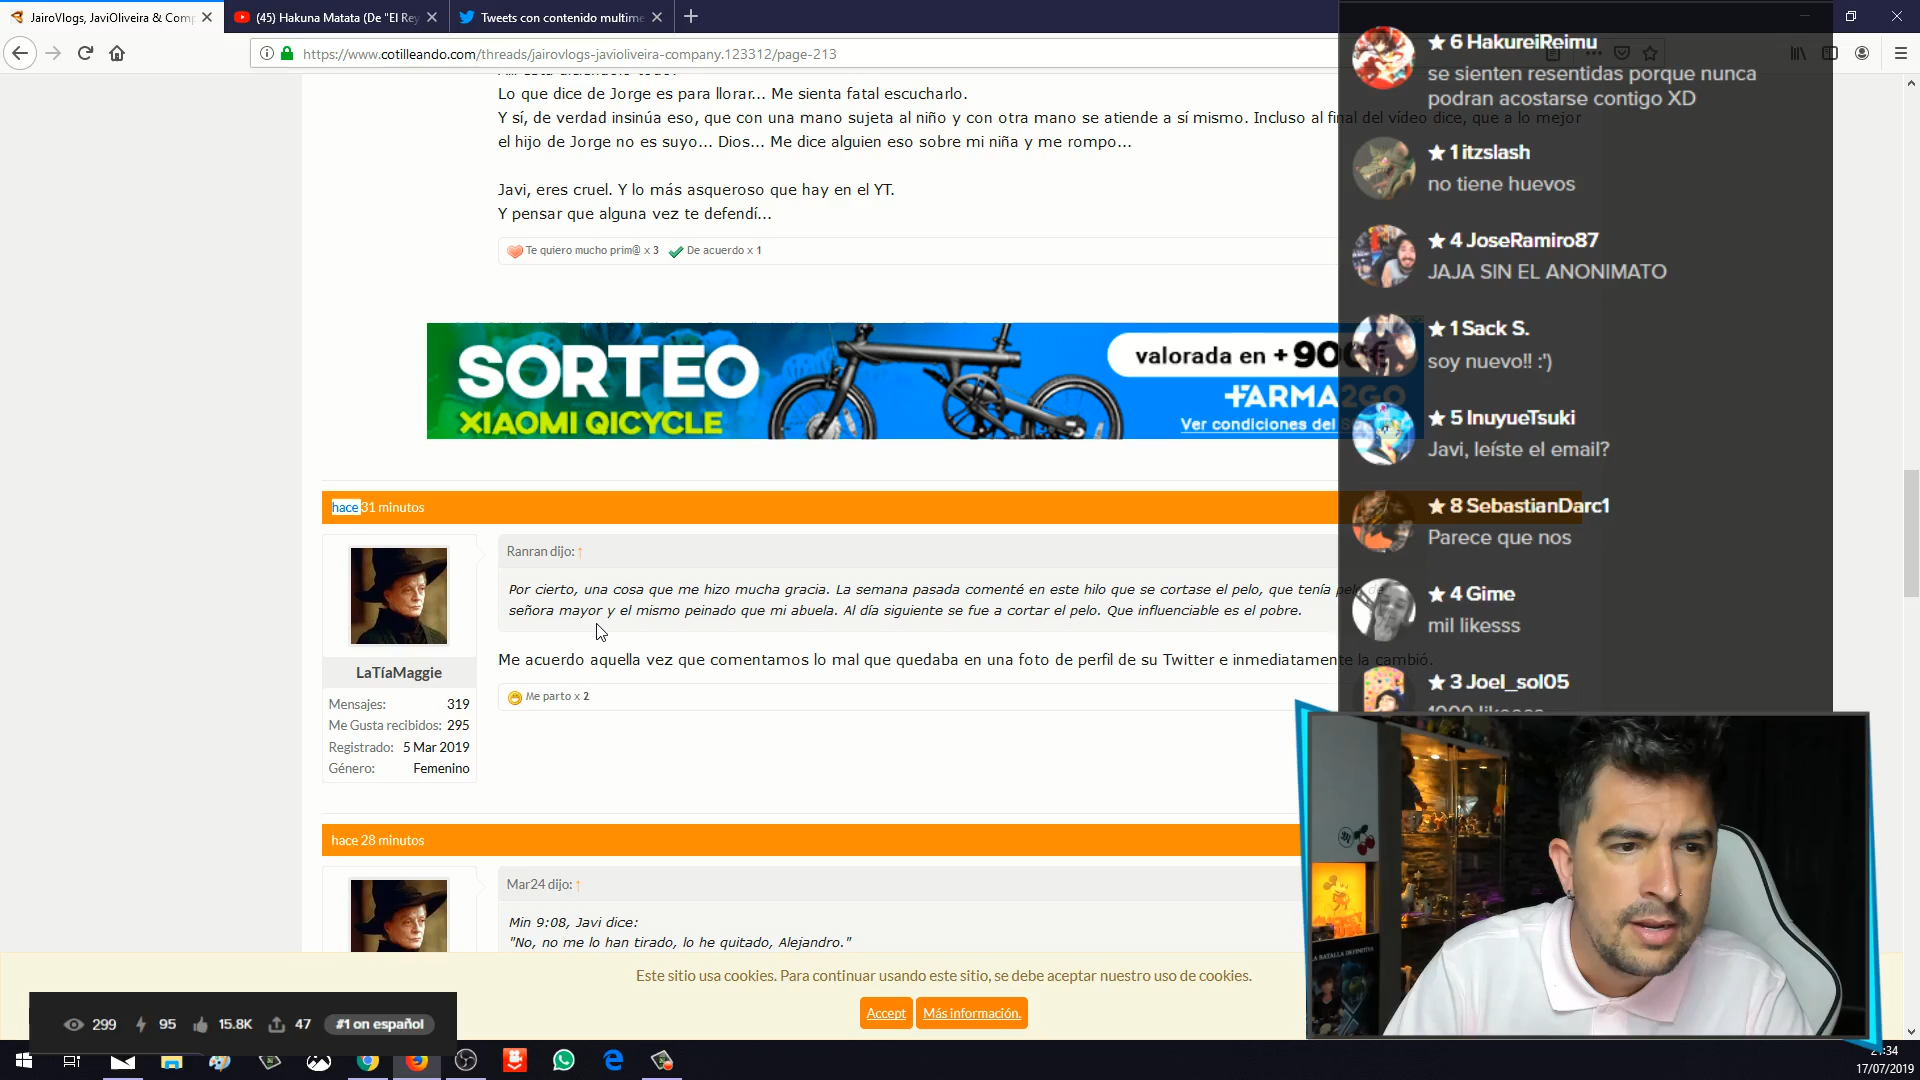 JairoVlogs, JaviOliveira & Comp
(45) Hakuna Matata (De "El Rey
Tweets con contenido multime
https://www.cotilleando.com/threads/jairovlogs-javioliveira-company.123312/page-213
Lo que dice de Jorge es para llorar... Me sienta fatal escucharlo.
Y sí, de verdad insinúa eso, que con una mano sujeta al niño y con otra mano se atiende a sí mismo. Incluso al final del vídeo dice, que a lo mejor
el hijo de Jorge no es suyo... Dios... Me dice alguien eso sobre mi niña y me rompo...
Javi, eres cruel. Y lo más asqueroso que hay en el YT.
Y pensar que alguna vez te defendí...
Te quiero mucho prim@ x 3 De acuerdo x 1
SORTEO
XIAOMI QICYCLE
valorada en + 900€
FARMA2GO
Ver condiciones del
hace 31 minutos
LaTíaMaggie
Mensajes: 319
Me Gusta recibidos: 295
Registrado: 5 Mar 2019
Género: Femenino
Ranran dijo: ↑
Por cierto, una cosa que me hizo mucha gracia. La semana pasada comenté en este hilo que se cortase el pelo, que tenía pelo de
señora mayor y el mismo peinado que mi abuela. Al día siguiente se fue a cortar el pelo. Que influenciable es el pobre.
Me acuerdo aquella vez que comentamos lo mal que quedaba en una foto de perfil de su Twitter e inmediatamente la cambió.
Me parto x 2
hace 28 minutos
Mar24 dijo: ↑
Min 9:08, Javi dice:
"No, no me lo han tirado, lo he quitado, Alejandro."
Este sitio usa cookies. Para continuar usando este sitio, se debe aceptar nuestro uso de cookies.
Accept Más información.
299 95 15.8K 47 #1 on español
★ 6 HakureiReimu
se sienten resentidas porque nunca
podran acostarse contigo XD
★ 1 itzslash
no tiene huevos
★ 4 JoseRamiro87
JAJA SIN EL ANONIMATO
★ 1 Sack S.
soy nuevo!! :')
★ 5 InuyueTsuki
Javi, leíste el email?
★ 8 SebastianDarc1
Parece que nos
★ 4 Gime
mil likesss
★ 3 Joel_sol05
LA BATALLA DEFINITIVA
17/07/2019